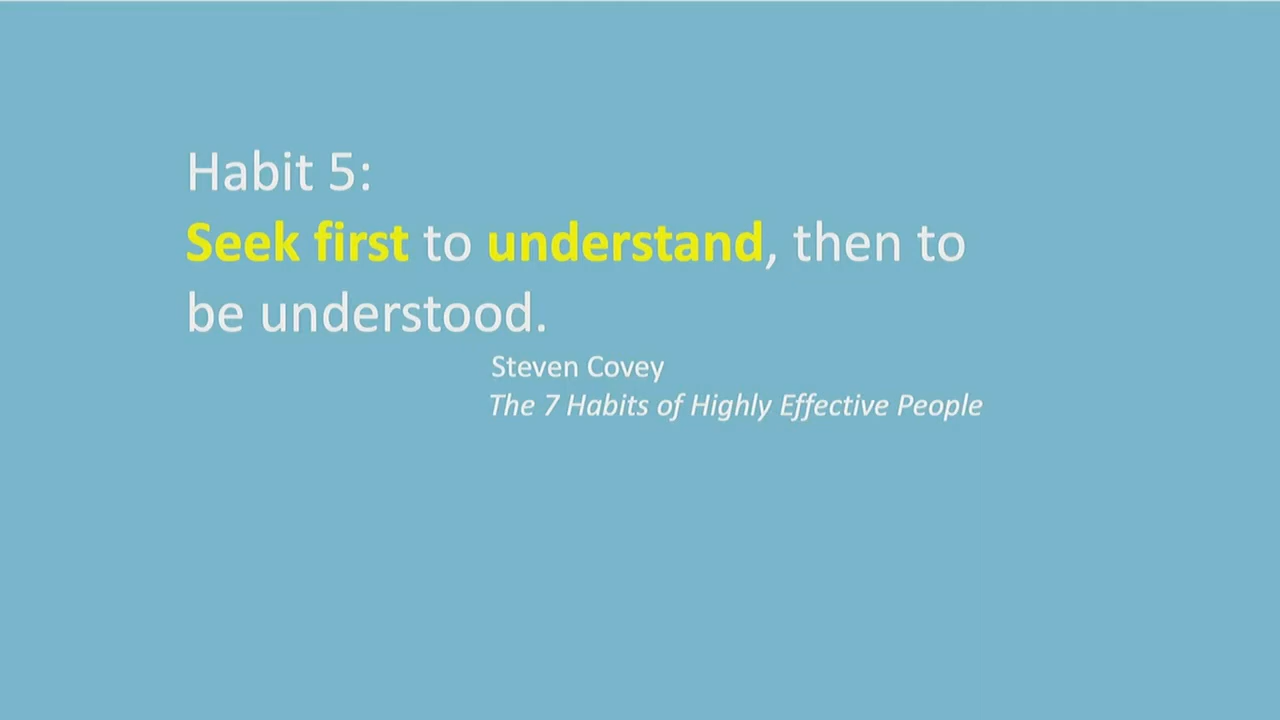 Habit 5:
Seek first to understand, then to
be understood.
Steven Covey
The 7 Habits of Highly Effective People